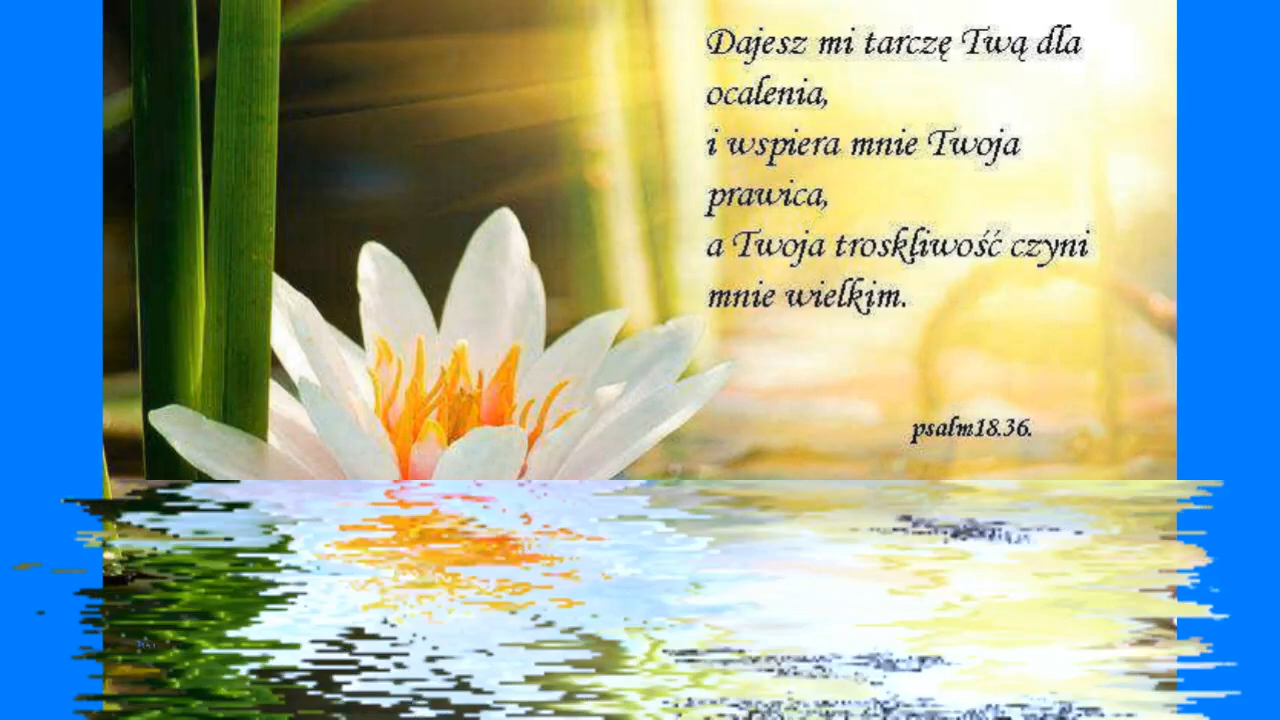 Dajesz mi tarczę Twą dla
ocalenia,
i wspiera mnie Twoja
prawica,
a Twoja troskliwość czyni
mnie wielkim.
psalm18.36.